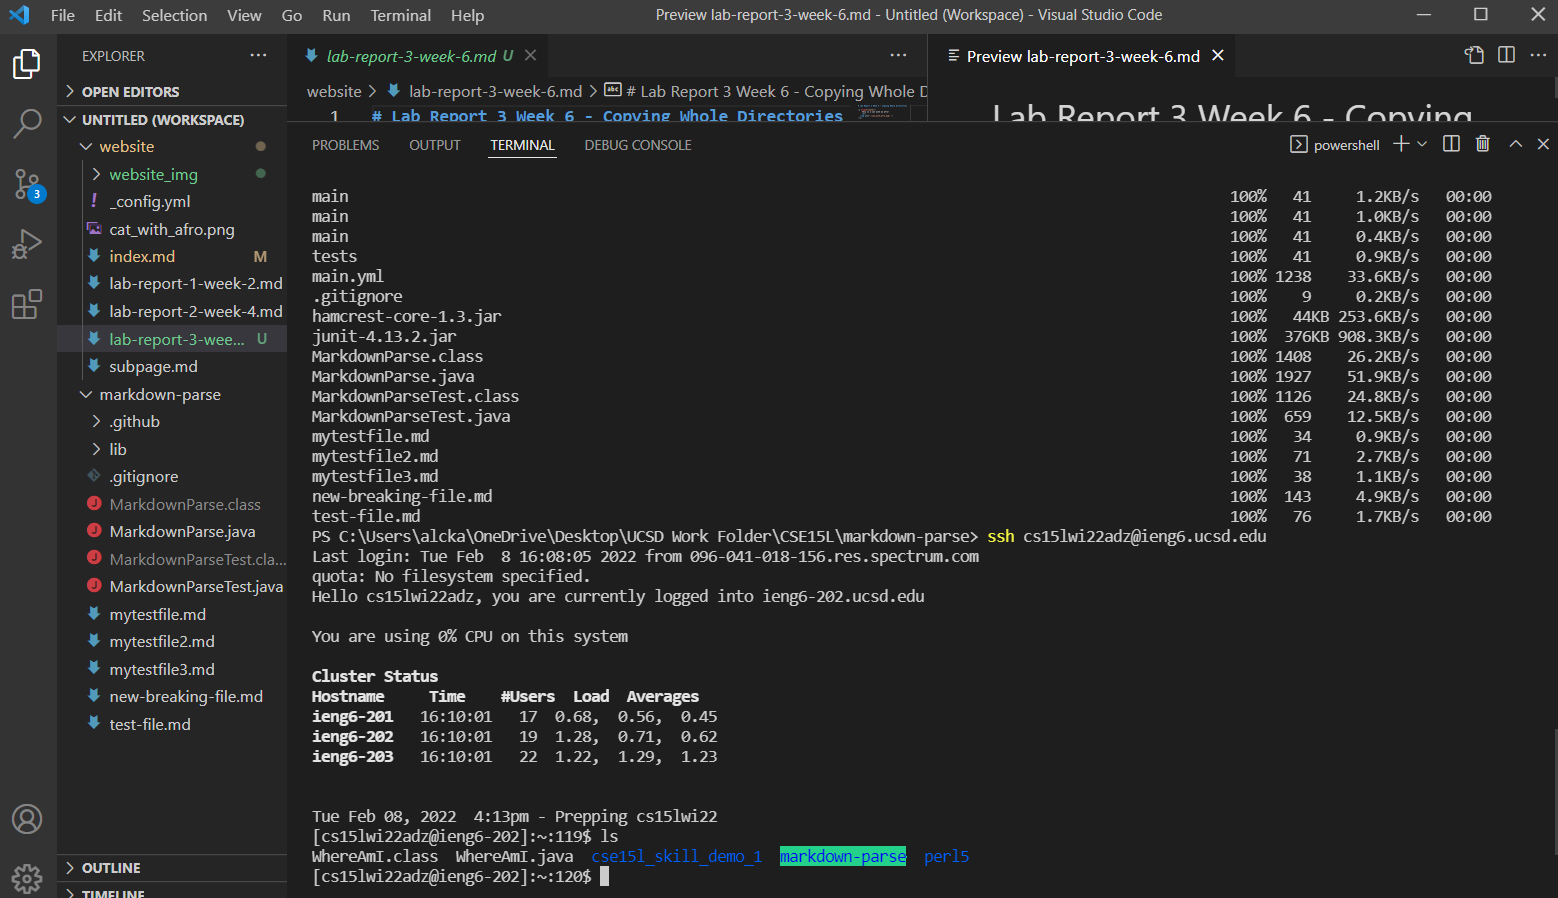 File Edit Selection View Go Run Terminal Help
Preview lab-report-3-week-6.md - Untitled (Workspace) - Visual Studio Code
EXPLORER
OPEN EDITORS
UNTITLED (WORKSPACE)
website
website_img
! _config.yml
cat_with_afro.png
index.md M
lab-report-1-week-2.md
lab-report-2-week-4.md
lab-report-3-wee... U
subpage.md
markdown-parse
.github
lib
.gitignore
J MarkdownParse.class
J MarkdownParse.java
J MarkdownParseTest.cla...
J MarkdownParseTest.java
mytestfile.md
mytestfile2.md
mytestfile3.md
new-breaking-file.md
test-file.md
OUTLINE
TIMELINE
3
lab-report-3-week-6.md U
website > lab-report-3-week-6.md > abc # Lab Report 3 Week 6 - Copying Whole D
1 # Lab Report 3 Week 6 - Copying Whole Directories
Preview lab-report-3-week-6.md
Lab Report 3 Week 6 - Copying
PROBLEMS OUTPUT TERMINAL DEBUG CONSOLE
powershell
main 100% 41 1.2KB/s 00:00
main 100% 41 1.0KB/s 00:00
main 100% 41 0.4KB/s 00:00
tests 100% 41 0.9KB/s 00:00
main.yml 100% 1238 33.6KB/s 00:00
.gitignore 100% 9 0.2KB/s 00:00
hamcrest-core-1.3.jar 100% 44KB 253.6KB/s 00:00
junit-4.13.2.jar 100% 376KB 908.3KB/s 00:00
MarkdownParse.class 100% 1408 26.2KB/s 00:00
MarkdownParse.java 100% 1927 51.9KB/s 00:00
MarkdownParseTest.class 100% 1126 24.8KB/s 00:00
MarkdownParseTest.java 100% 659 12.5KB/s 00:00
mytestfile.md 100% 34 0.9KB/s 00:00
mytestfile2.md 100% 71 2.7KB/s 00:00
mytestfile3.md 100% 38 1.1KB/s 00:00
new-breaking-file.md 100% 143 4.9KB/s 00:00
test-file.md 100% 76 1.7KB/s 00:00
PS C:\Users\alcka\OneDrive\Desktop\UCSD Work Folder\CSE15L\markdown-parse> ssh cs15lwi22adz@ieng6.ucsd.edu
Last login: Tue Feb  8 16:08:05 2022 from 096-041-018-156.res.spectrum.com
quota: No filesystem specified.
Hello cs15lwi22adz, you are currently logged into ieng6-202.ucsd.edu
You are using 0% CPU on this system
Cluster Status
Hostname Time #Users Load Averages
ieng6-201 16:10:01 17 0.68, 0.56, 0.45
ieng6-202 16:10:01 19 1.28, 0.71, 0.62
ieng6-203 16:10:01 22 1.22, 1.29, 1.23
Tue Feb 08, 2022  4:13pm - Prepping cs15lwi22
[cs15lwi22adz@ieng6-202]:~:119$ ls
WhereAmI.class WhereAmI.java cse15l_skill_demo_1 markdown-parse perl5
[cs15lwi22adz@ieng6-202]:~:120$